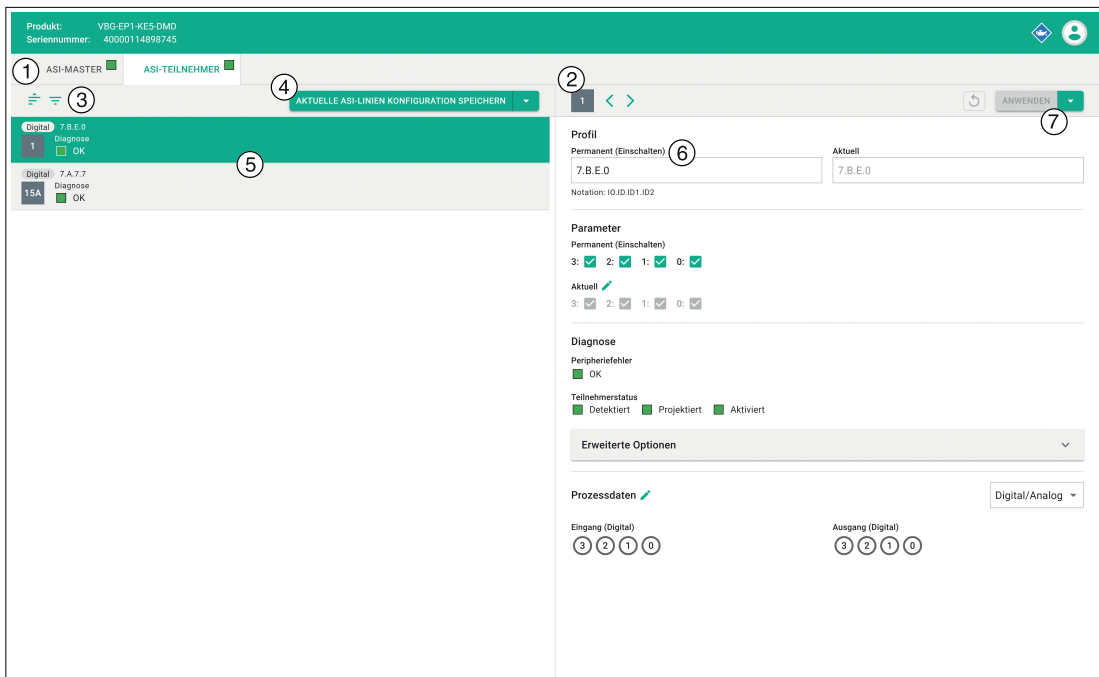 Produkt: VBG-EP1-KE5-DMD
Seriennummer: 40000114898745
1 ASI-MASTER ASI-TEILNEHMER
3 4 AKTUELLE ASI-LINIEN KONFIGURATION SPEICHERN
Digital 7.B.E.0
1 Diagnose
OK
5
Digital 7.A.7.7
15A Diagnose
OK
2
1 < > ANWENDEN
7
Profil
Permanent (Einschalten) 6 Aktuell
7.B.E.0 7.B.E.0
Notation: IO.ID.ID1.ID2
Parameter
Permanent (Einschalten)
3: 2: 1: 0:
Aktuell
3: 2: 1: 0:
Diagnose
Peripheriefehler
OK
Teilnehmerstatus
Detektiert Projektiert Aktiviert
Erweiterte Optionen
Prozessdaten Digital/Analog
Eingang (Digital) Ausgang (Digital)
3 2 1 0 3 2 1 0